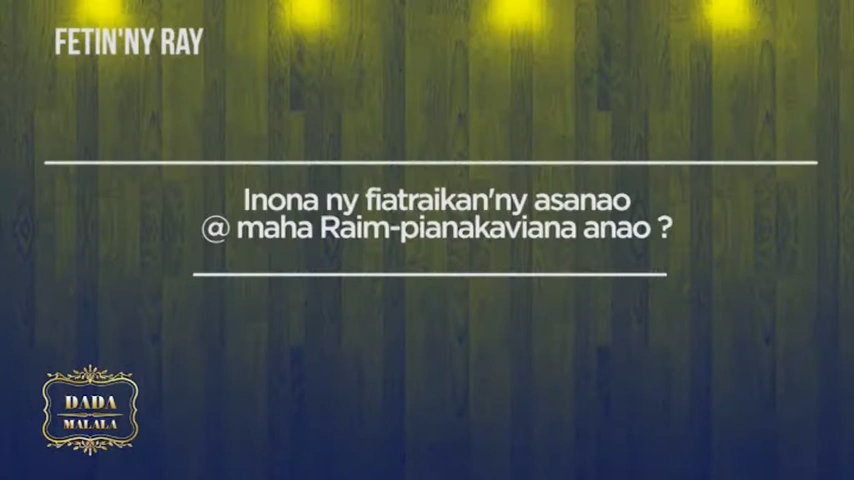 FETIN'NY RAY
Inona ny fiatraikan'ny asanao
@ maha Raim-pianakaviana anao ?
DADA
MALALA